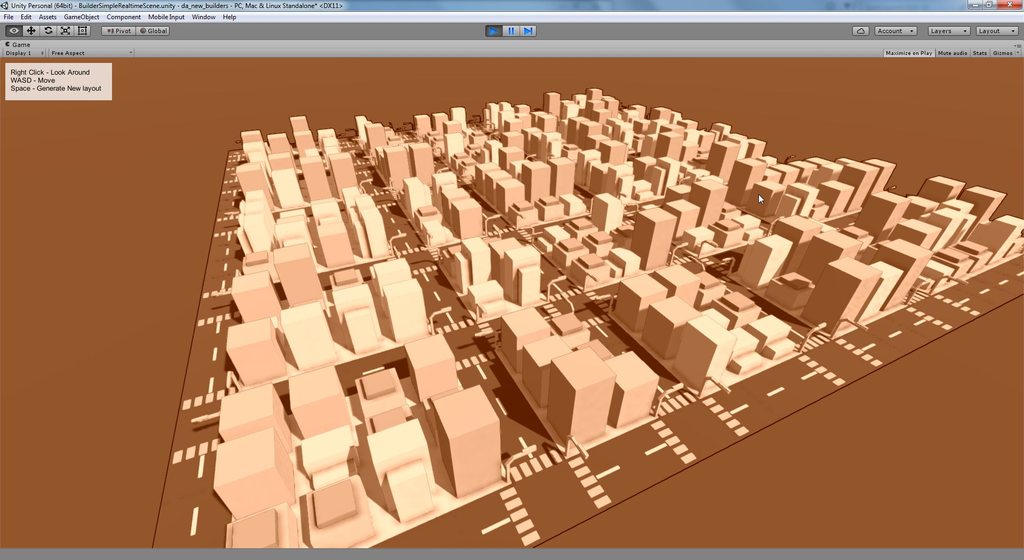 Unity Personal (64bit) - BuilderSimpleRealtimeScene.unity - da_new_builders - PC, Mac & Linux Standalone* <DX11>
File Edit Assets GameObject Component Mobile Input Window Help
Pivot Global Account Layers Layout
Game
Display 1 Free Aspect Maximize on Play Mute audio Stats Gizmos
Right Click - Look Around
WASD - Move
Space - Generate New layout